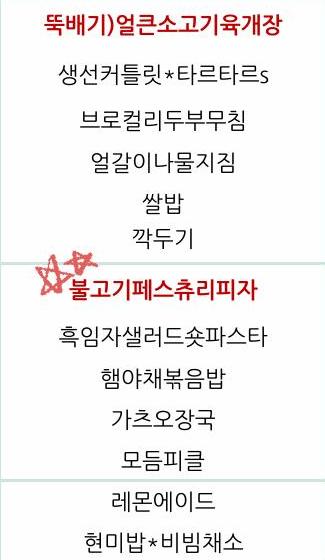 뚝배기)얼큰소고기육개장
생선커틀릿*타르타르s
브로컬리두부무침
얼갈이나물지짐
쌀밥
깍두기
불고기페스츄리피자
흑임자샐러드숏파스타
햄야채볶음밥
가츠오장국
모듬피클
레몬에이드
현미밥*비빔채소